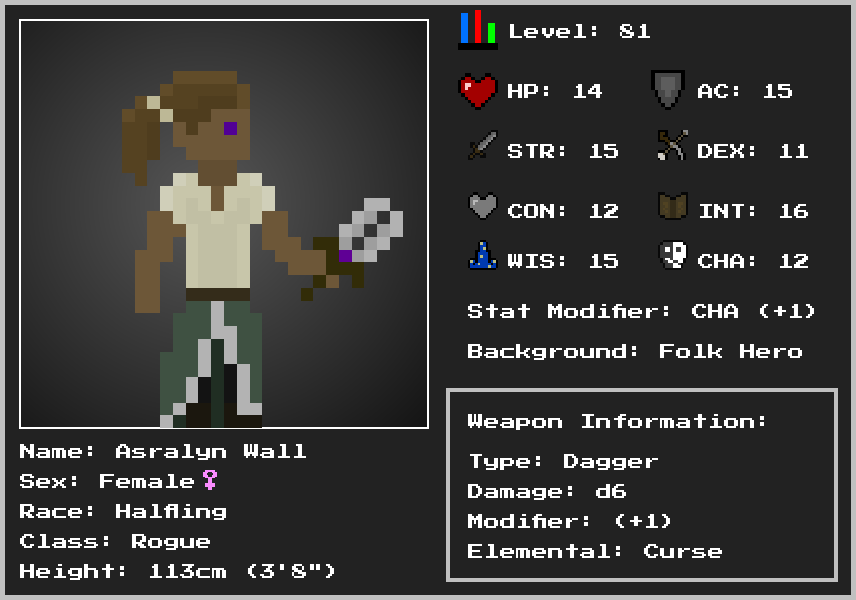 Level: 81
HP: 14
AC: 15
STR: 15
DEX: 11
CON: 12
INT: 16
WIS: 15
CHA: 12
Stat Modifier: CHA (+1)
Background: Folk Hero
Weapon Information:
Type: Dagger
Damage: d6
Modifier: (+1)
Elemental: Curse
Name: Asralyn Wall
Sex: Female♀
Race: Halfling
Class: Rogue
Height: 113cm (3'8")